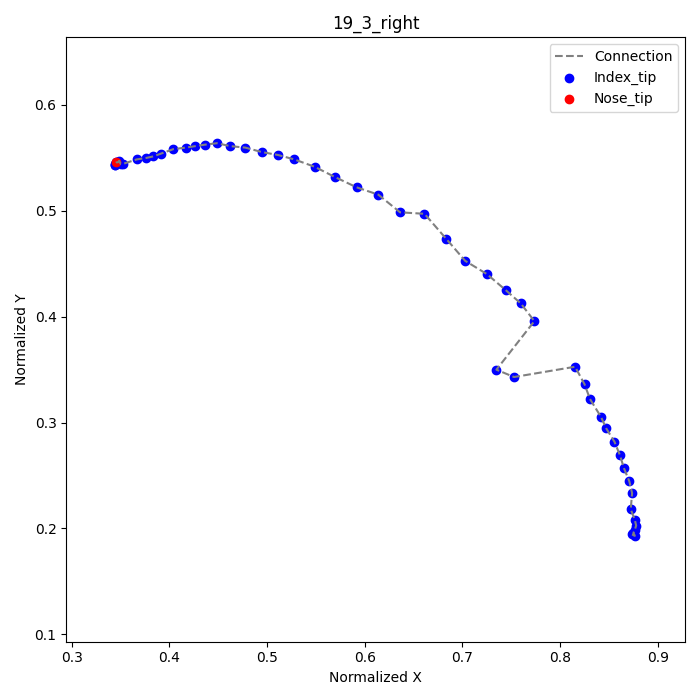 19_3_right
Connection
Index_tip
Nose_tip
0.6
0.5
0.4
0.3
0.2
0.1
Normalized Y
0.3 0.4 0.5 0.6 0.7 0.8 0.9
Normalized X